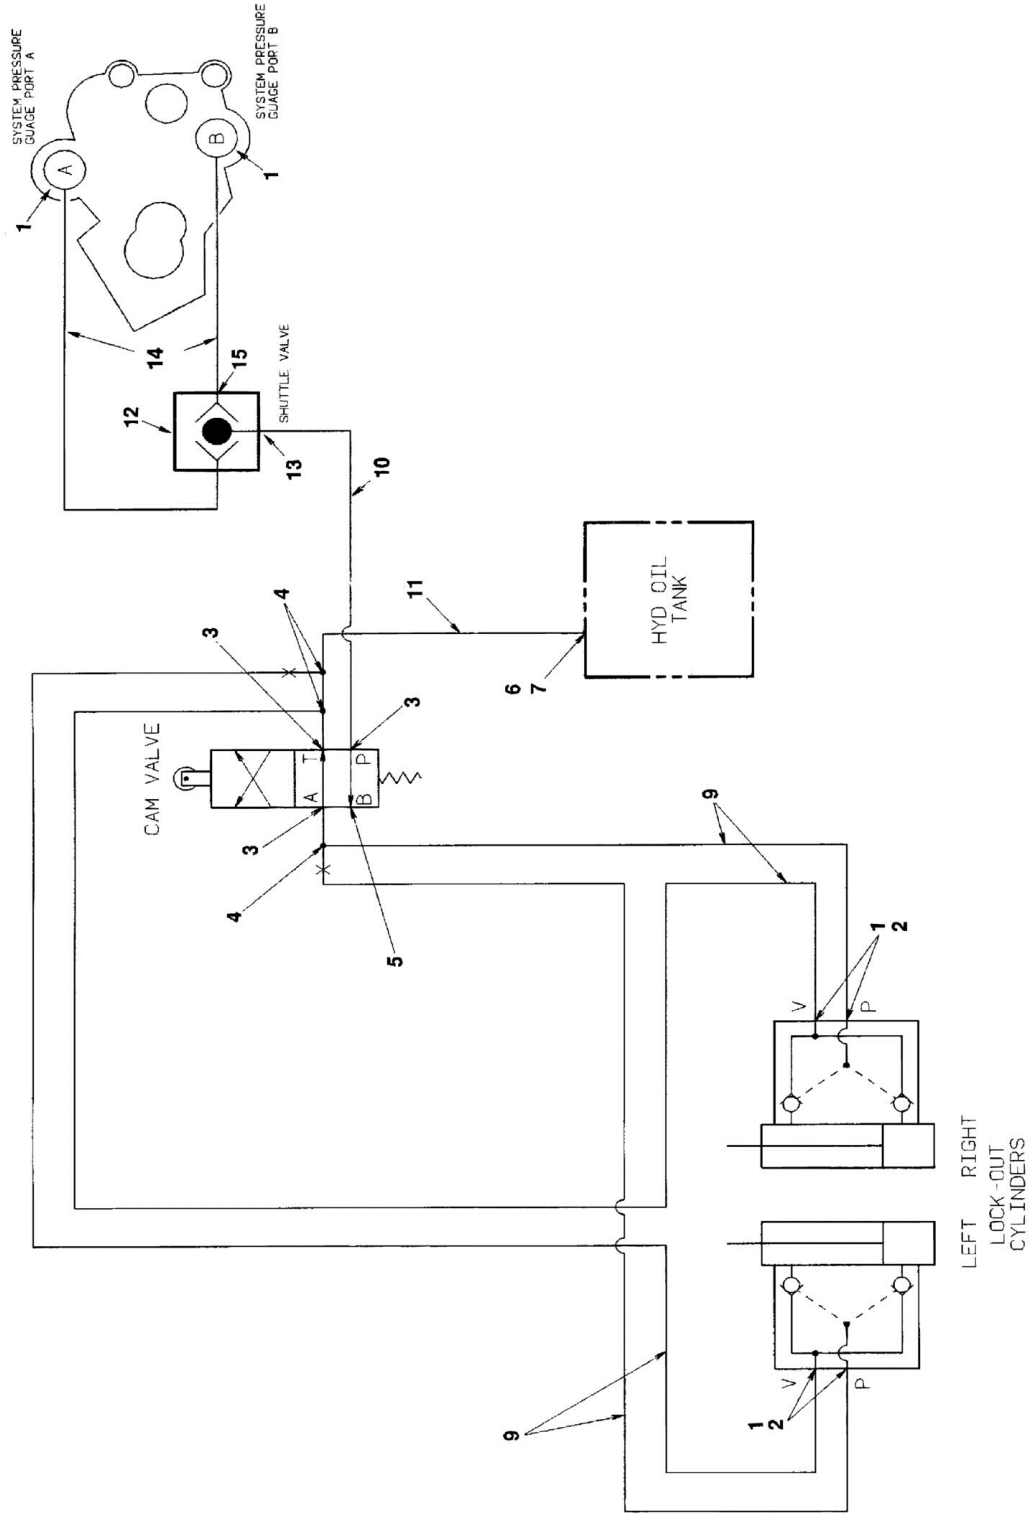 SYSTEM PRESSURE
GUAGE PORT A
SYSTEM PRESSURE
GUAGE PORT B
1
A
B
1
14
15
12
SHUTTLE VALVE
13
10
4
3
11
HYD OIL
TANK
6
7
CAM VALVE
T
P
3
A
B
3
4
5
9
9
1
2
V
P
V
P
1
2
LEFT RIGHT
LOCK-OUT
CYLINDERS